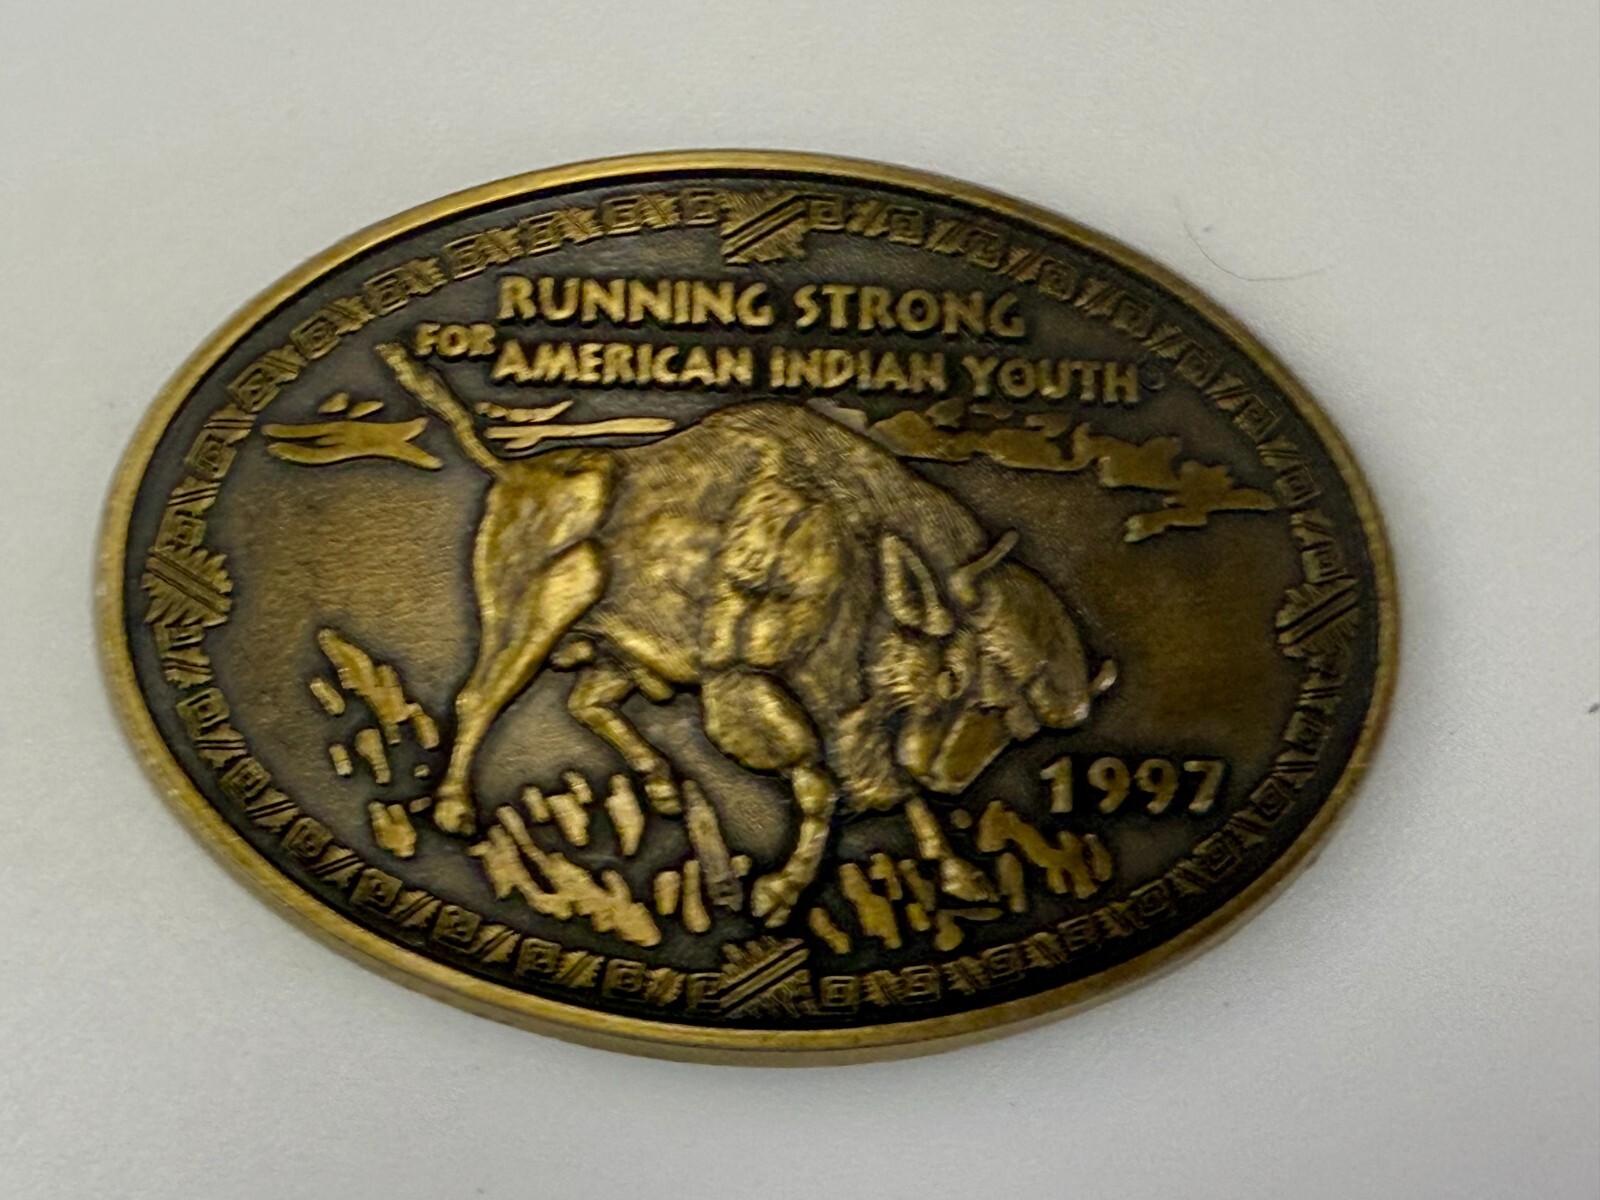 RUNNING STRONG
FOR AMERICAN INDIAN YOUTH
1997